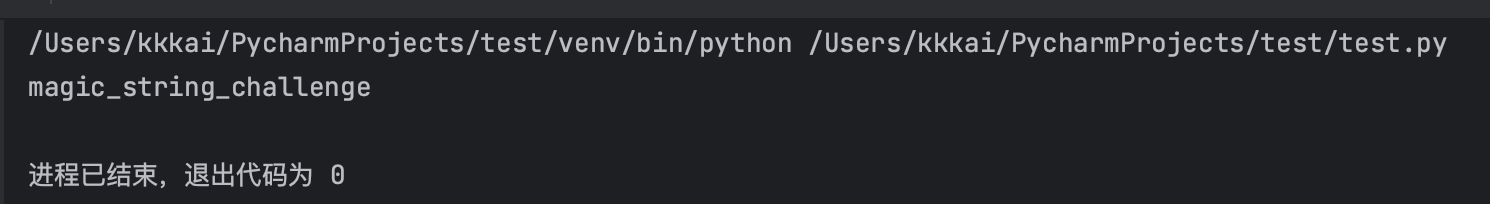 /Users/kkkai/PycharmProjects/test/venv/bin/python /Users/kkkai/PycharmProjects/test/test.py
magic_string_challenge
进程已结束，退出代码为 0